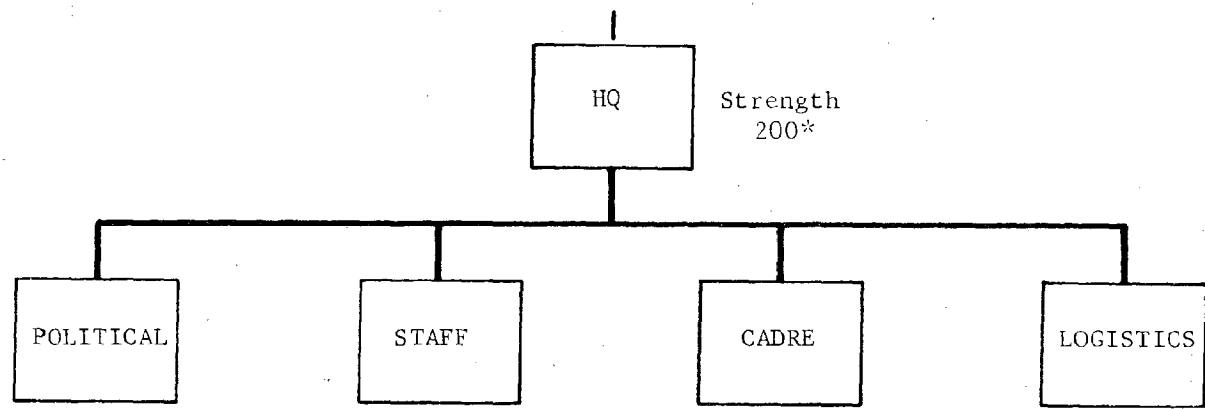 HQ
Strength
200*
POLITICAL
STAFF
CADRE
LOGISTICS